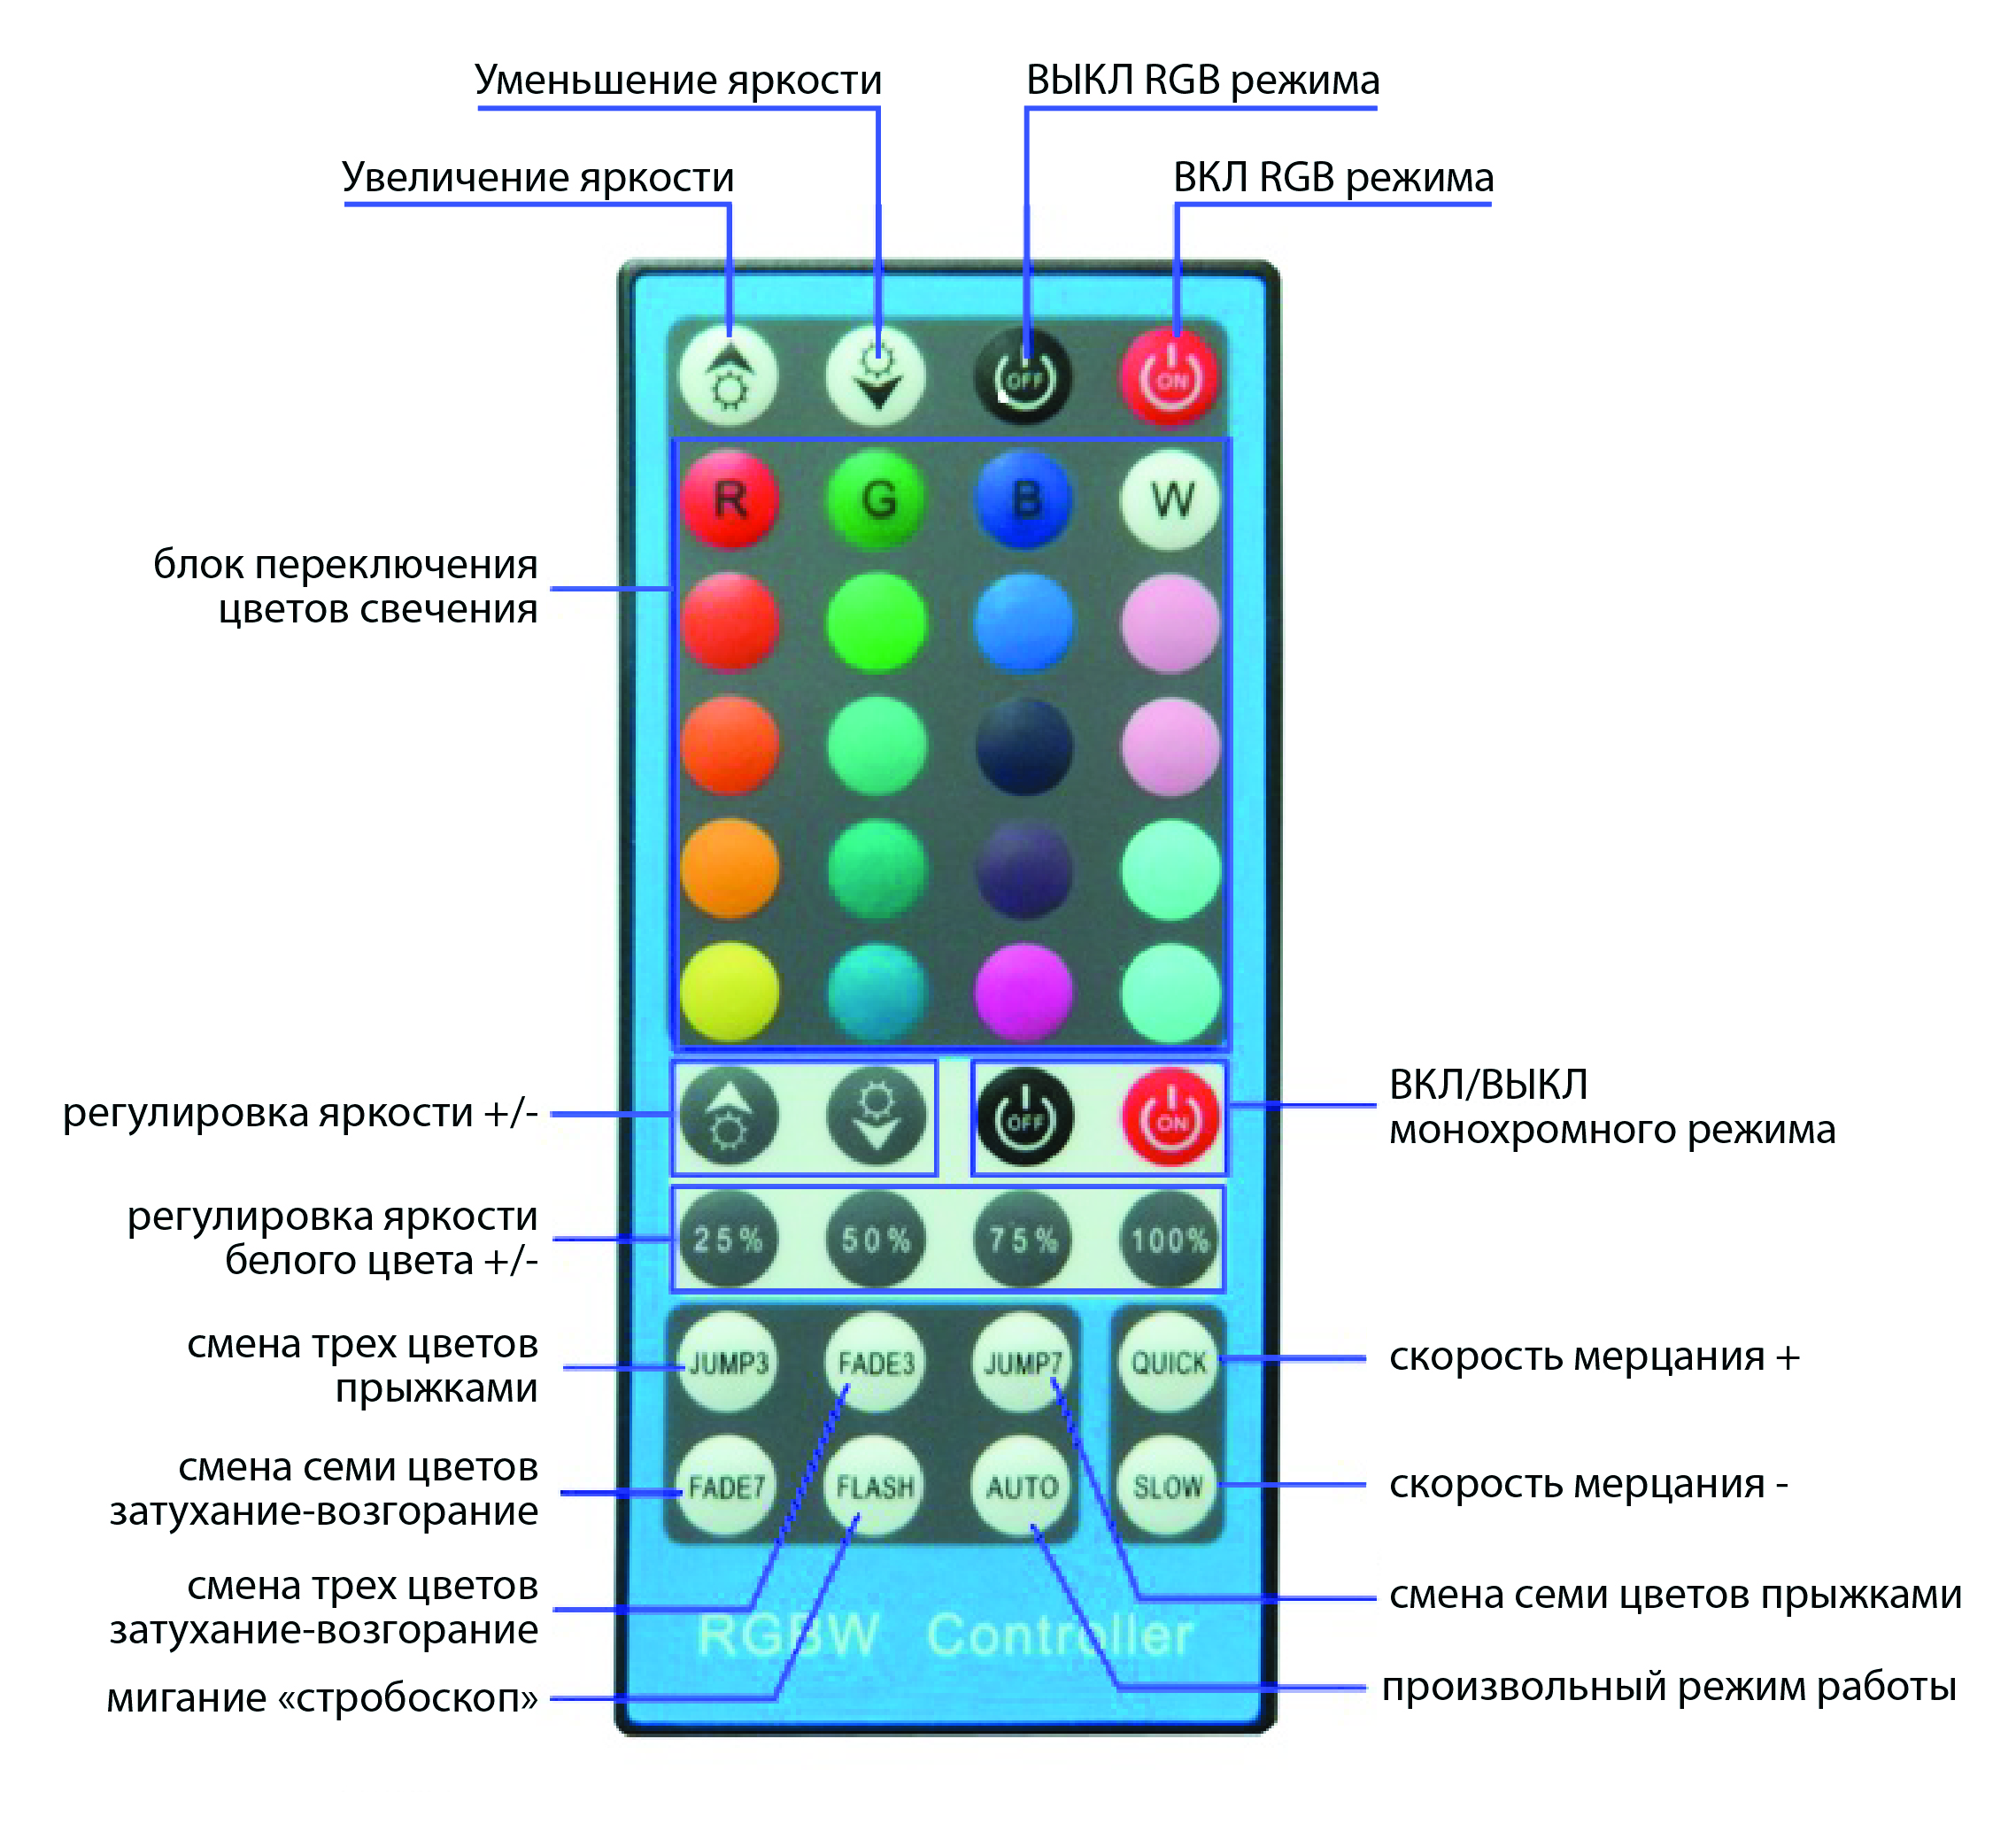 Уменьшение яркости
ВЫКЛ RGB режима
Увеличение яркости
ВКЛ RGB режима
OFF
ON
R
G
B
W
блок переключения
цветов свечения
регулировка яркости +/-
OFF
ON
ВКЛ/ВЫКЛ
монохромного режима
регулировка яркости
белого цвета +/-
25%
50%
75%
100%
смена трех цветов
прыжками
JUMP3
FADE3
JUMP7
QUICK
скорость мерцания +
смена семи цветов
затухание-возгорание
FADE7
FLASH
AUTO
SLOW
скорость мерцания -
смена трех цветов
затухание-возгорание
смена семи цветов прыжками
RGBW Controller
мигание «стробоскоп»
произвольный режим работы